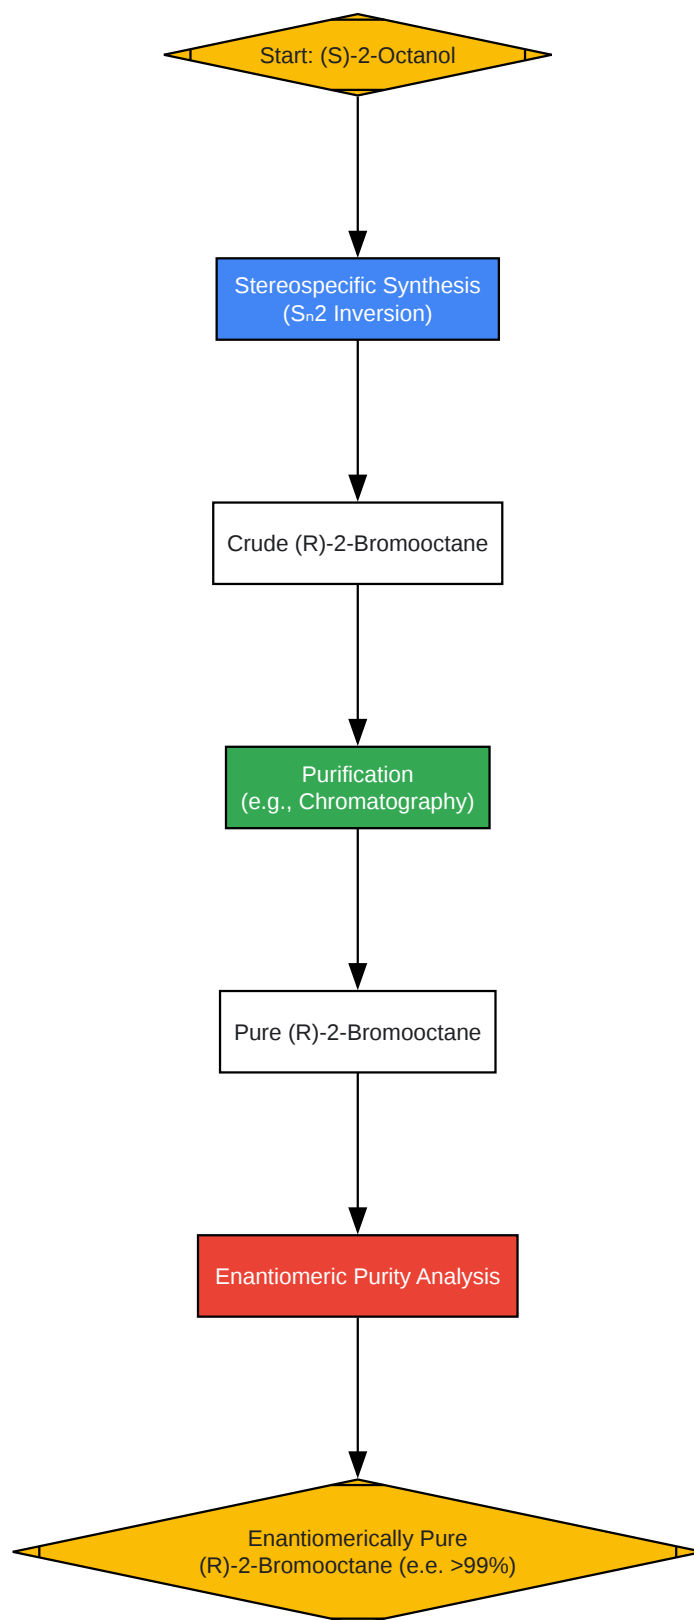 Start: (S)-2-Octanol
Stereospecific Synthesis
(Sₙ2 Inversion)
Crude (R)-2-Bromooctane
Purification
(e.g., Chromatography)
Pure (R)-2-Bromooctane
Enantiomeric Purity Analysis
Enantiomerically Pure
(R)-2-Bromooctane (e.e. >99%)